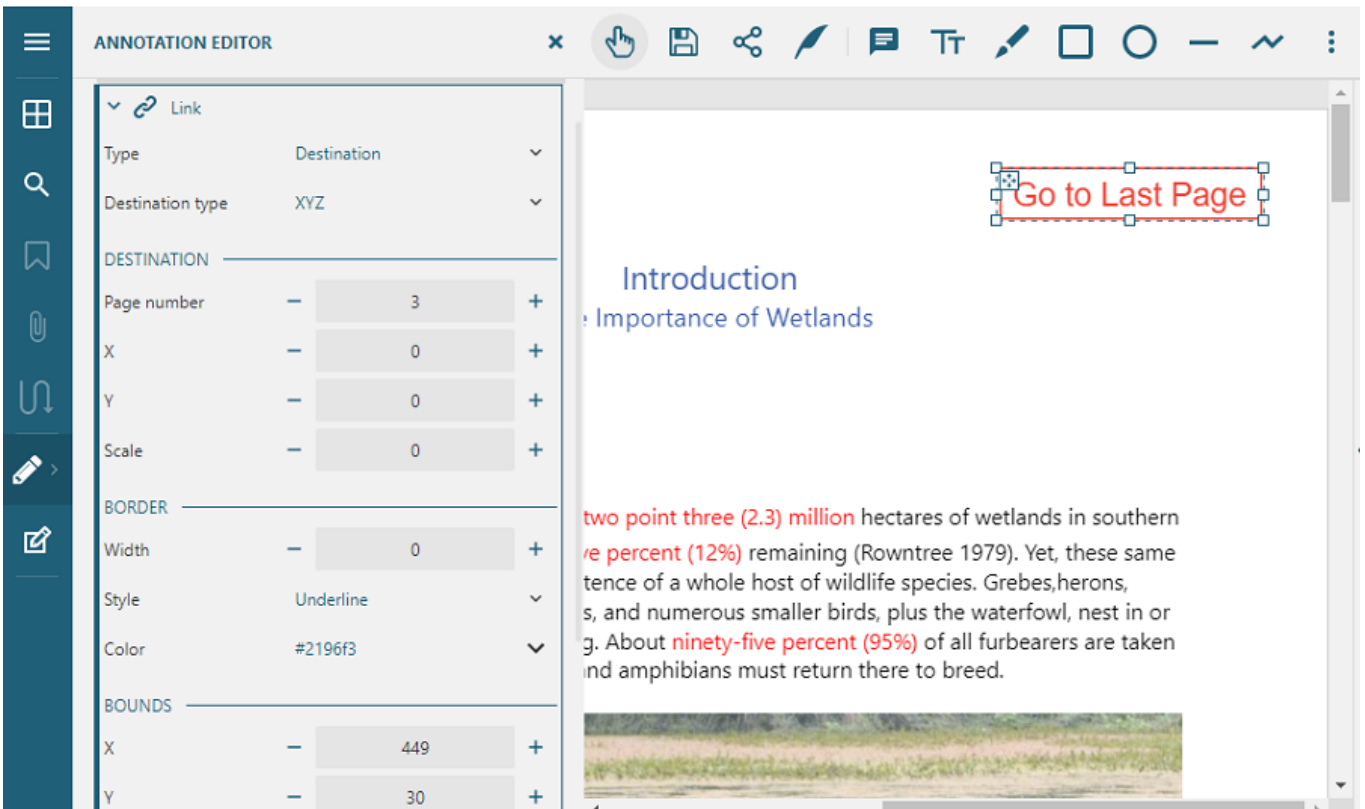 ANNOTATION EDITOR
Tт
Link
Type Destination
Destination type XYZ
DESTINATION
Page number 3
X 0
Y 0
Scale 0
BORDER
Width 0
Style Underline
Color #2196f3
BOUNDS
X 449
Y 30
Go to Last Page
Introduction
Importance of Wetlands
two point three (2.3) million hectares of wetlands in southern
percent (12%) remaining (Rowntree 1979). Yet, these same
of a whole host of wildlife species. Grebes,herons,
and numerous smaller birds, plus the waterfowl, nest in or
About ninety-five percent (95%) of all furbearers are taken
amphibians must return there to breed.